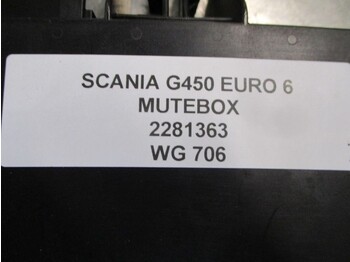 SCANIA G450 EURO 6
MUTEBOX
2281363
WG 706